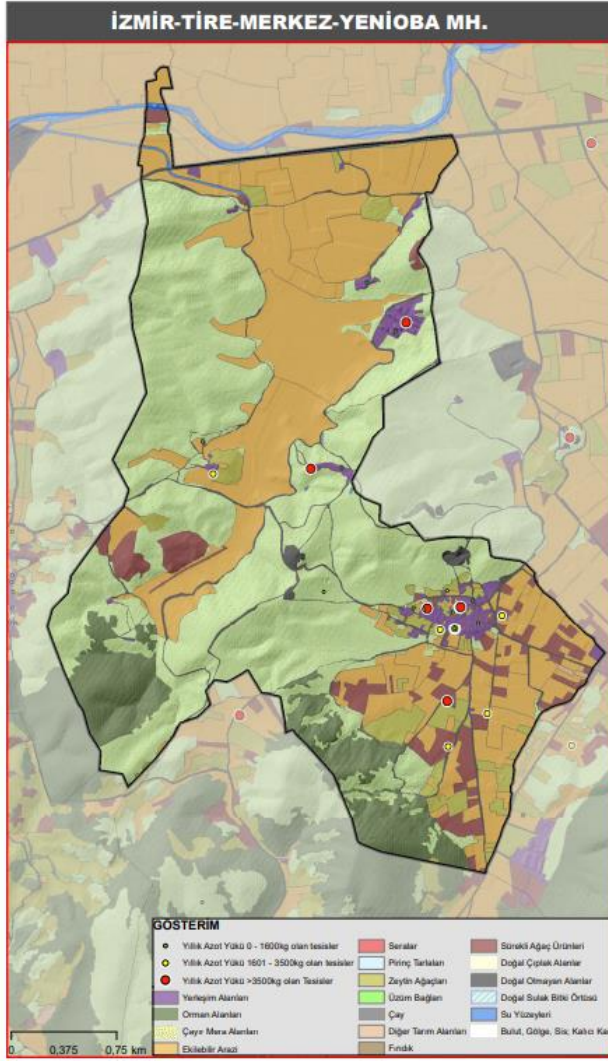 İZMİR-TİRE-MERKEZ-YENİOBA MH.
GÖSTERİM
Yıllık Azot Yükü 0 - 1600kg olan tesisler
Yıllık Azot Yükü 1601 - 3500kg olan tesisler
Yıllık Azot Yükü >3500kg olan Tesisler
Yerleşim Alanları
Orman Alanları
Çayır Mera Alanları
Ekilebilir Arazi
Seralar
Pirinç Tarlaları
Zeytin Ağaçları
Üzüm Bağları
Çay
Diğer Tarım Alanları
Fındık
Sürekli Ağaç Ürünleri
Doğal Çıplak Alanlar
Doğal Olmayan Alanlar
Doğal Sulak Bitki Örtüsü
Su Yüzeyleri
Bulut, Gölge, Sis, Kalıcı
0 0,375 0,75 km